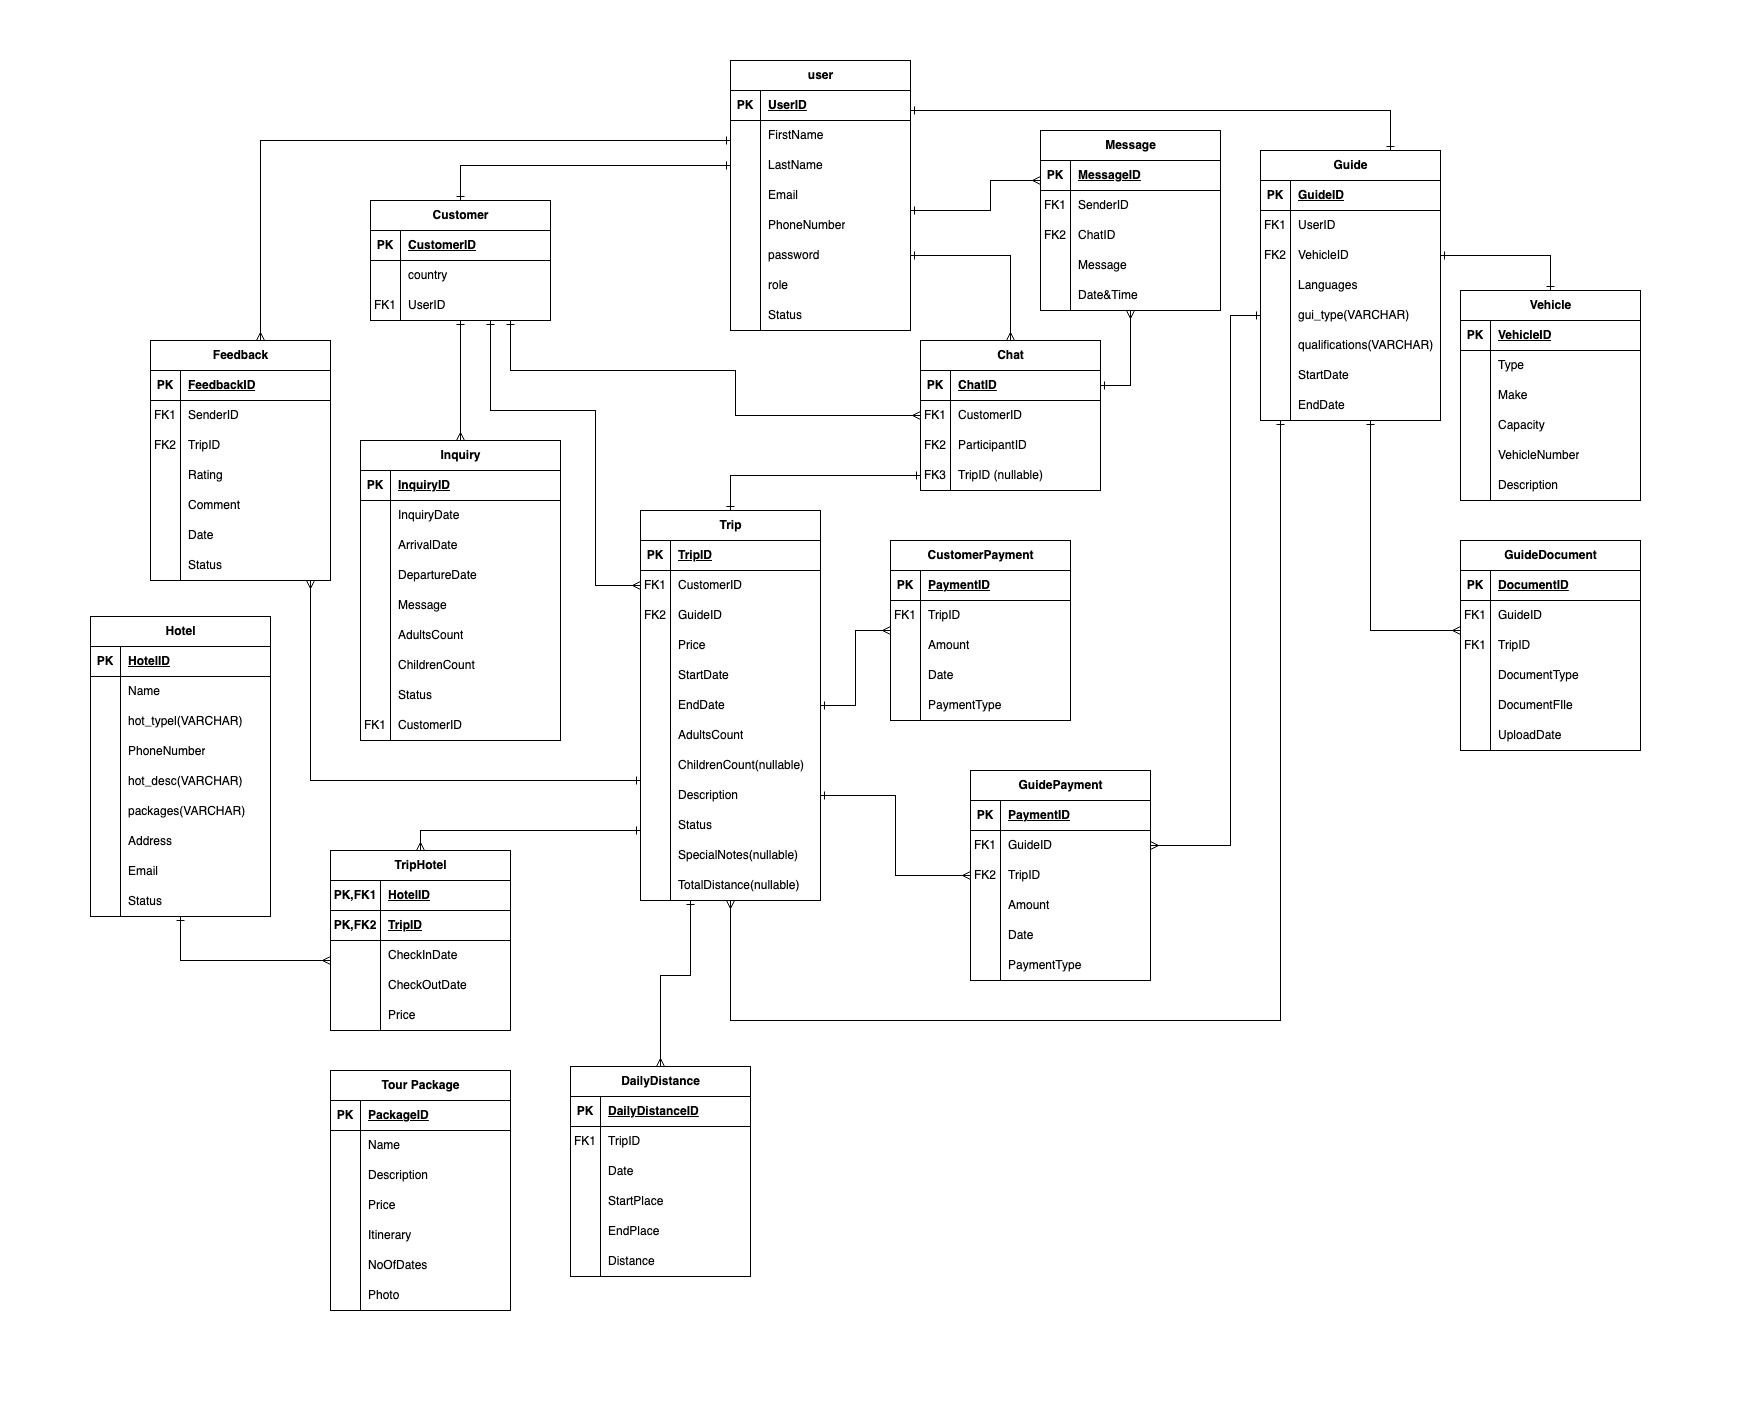 user
PK UserID
FirstName
LastName
Email
PhoneNumber
password
role
Status
Message
PK MessageID
FK1 SenderID
FK2 ChatID
Message
Date&Time
Guide
PK GuideID
FK1 UserID
FK2 VehicleID
Languages
gui_type(VARCHAR)
qualifications(VARCHAR)
StartDate
EndDate
Customer
PK CustomerID
country
FK1 UserID
Vehicle
PK VehicleID
Type
Make
Capacity
VehicleNumber
Description
Feedback
PK FeedbackID
FK1 SenderID
FK2 TripID
Rating
Comment
Date
Status
Chat
PK ChatID
FK1 CustomerID
FK2 ParticipantID
FK3 TripID (nullable)
Inquiry
PK InquiryID
InquiryDate
ArrivalDate
DepartureDate
Message
AdultsCount
ChildrenCount
Status
FK1 CustomerID
Trip
PK TripID
FK1 CustomerID
FK2 GuideID
Price
StartDate
EndDate
AdultsCount
ChildrenCount(nullable)
Description
Status
SpecialNotes(nullable)
TotalDistance(nullable)
CustomerPayment
PK PaymentID
FK1 TripID
Amount
Date
PaymentType
GuideDocument
PK DocumentID
FK1 GuideID
FK1 TripID
DocumentType
DocumentFIle
UploadDate
Hotel
PK HotelID
Name
hot_typel(VARCHAR)
PhoneNumber
hot_desc(VARCHAR)
packages(VARCHAR)
Address
Email
Status
GuidePayment
PK PaymentID
FK1 GuideID
FK2 TripID
Amount
Date
PaymentType
TripHotel
PK,FK1 HotelID
PK,FK2 TripID
CheckInDate
CheckOutDate
Price
Tour Package
PK PackageID
Name
Description
Price
Itinerary
NoOfDates
Photo
DailyDistance
PK DailyDistanceID
FK1 TripID
Date
StartPlace
EndPlace
Distance